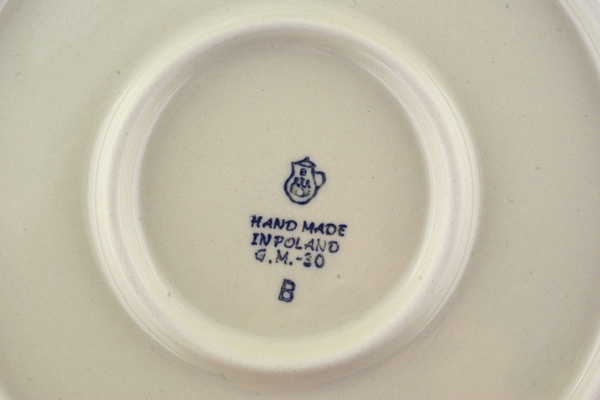 HAND MADE
IN POLAND
G.M.-30
B